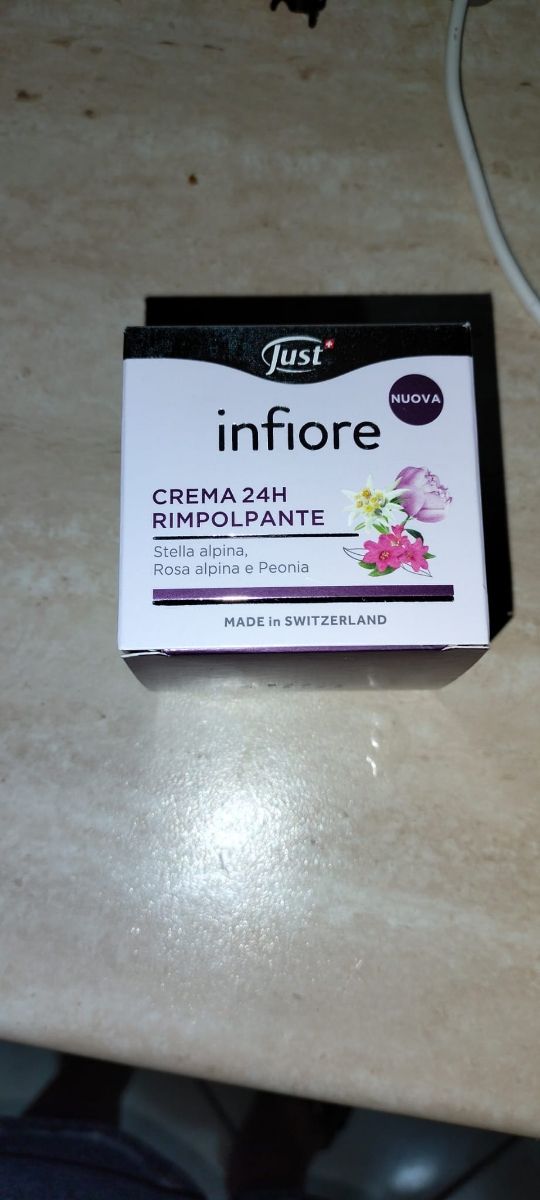 Just
NUOVA
infiore
CREMA 24H
RIMPOLPANTE
Stella alpina,
Rosa alpina e Peonia
MADE in SWITZERLAND